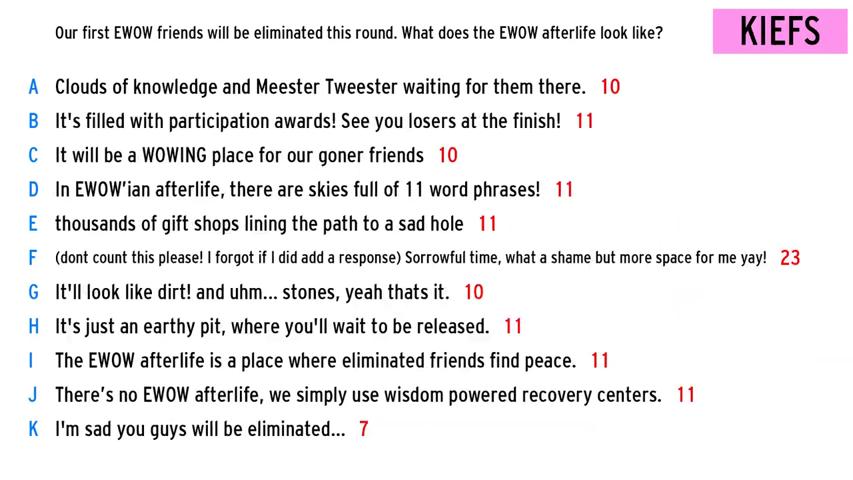 Our first EWOW friends will be eliminated this round. What does the EWOW afterlife look like?
KIEFS
A Clouds of knowledge and Meester Tweester waiting for them there. 10
B It's filled with participation awards! See you losers at the finish! 11
C It will be a WOWING place for our goner friends 10
D In EWOW'ian afterlife, there are skies full of 11 word phrases! 11
E thousands of gift shops lining the path to a sad hole 11
F (dont count this please! I forgot if I did add a response) Sorrowful time, what a shame but more space for me yay! 23
G It'll look like dirt! and uhm... stones, yeah thats it. 10
H It's just an earthy pit, where you'll wait to be released. 11
I The EWOW afterlife is a place where eliminated friends find peace. 11
J There's no EWOW afterlife, we simply use wisdom powered recovery centers. 11
K I'm sad you guys will be eliminated... 7